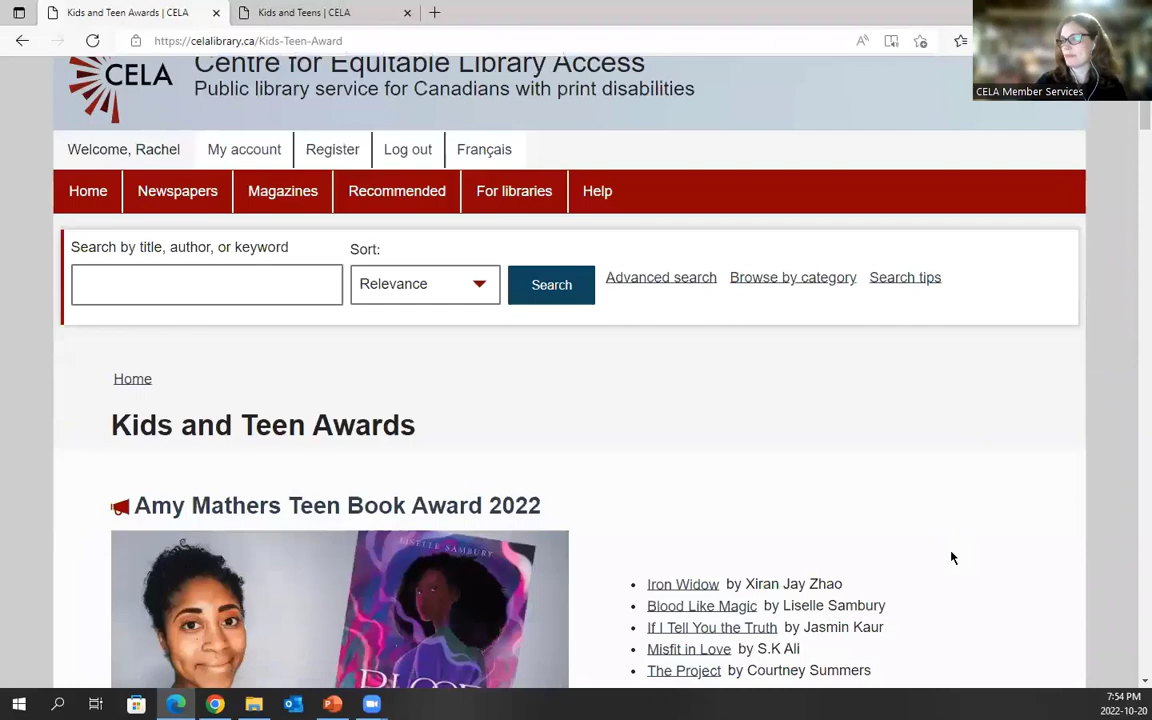 Kids and Teen Awards | CELA
Kids and Teens | CELA
https://celalibrary.ca/Kids-Teen-Award
CELA Member Services
CELA
Centre for Equitable Library Access
Public library service for Canadians with print disabilities
Welcome, Rachel My account Register Log out Français
Home Newspapers Magazines Recommended For libraries Help
Search by title, author, or keyword Sort:
Relevance Search Advanced search Browse by category Search tips
Home
Kids and Teen Awards
Amy Mathers Teen Book Award 2022
LISELLE SAMBURY
BLOOD
• Iron Widow by Xiran Jay Zhao
• Blood Like Magic by Liselle Sambury
• If I Tell You the Truth by Jasmin Kaur
• Misfit in Love by S.K Ali
• The Project by Courtney Summers
7:54 PM
2022-10-20